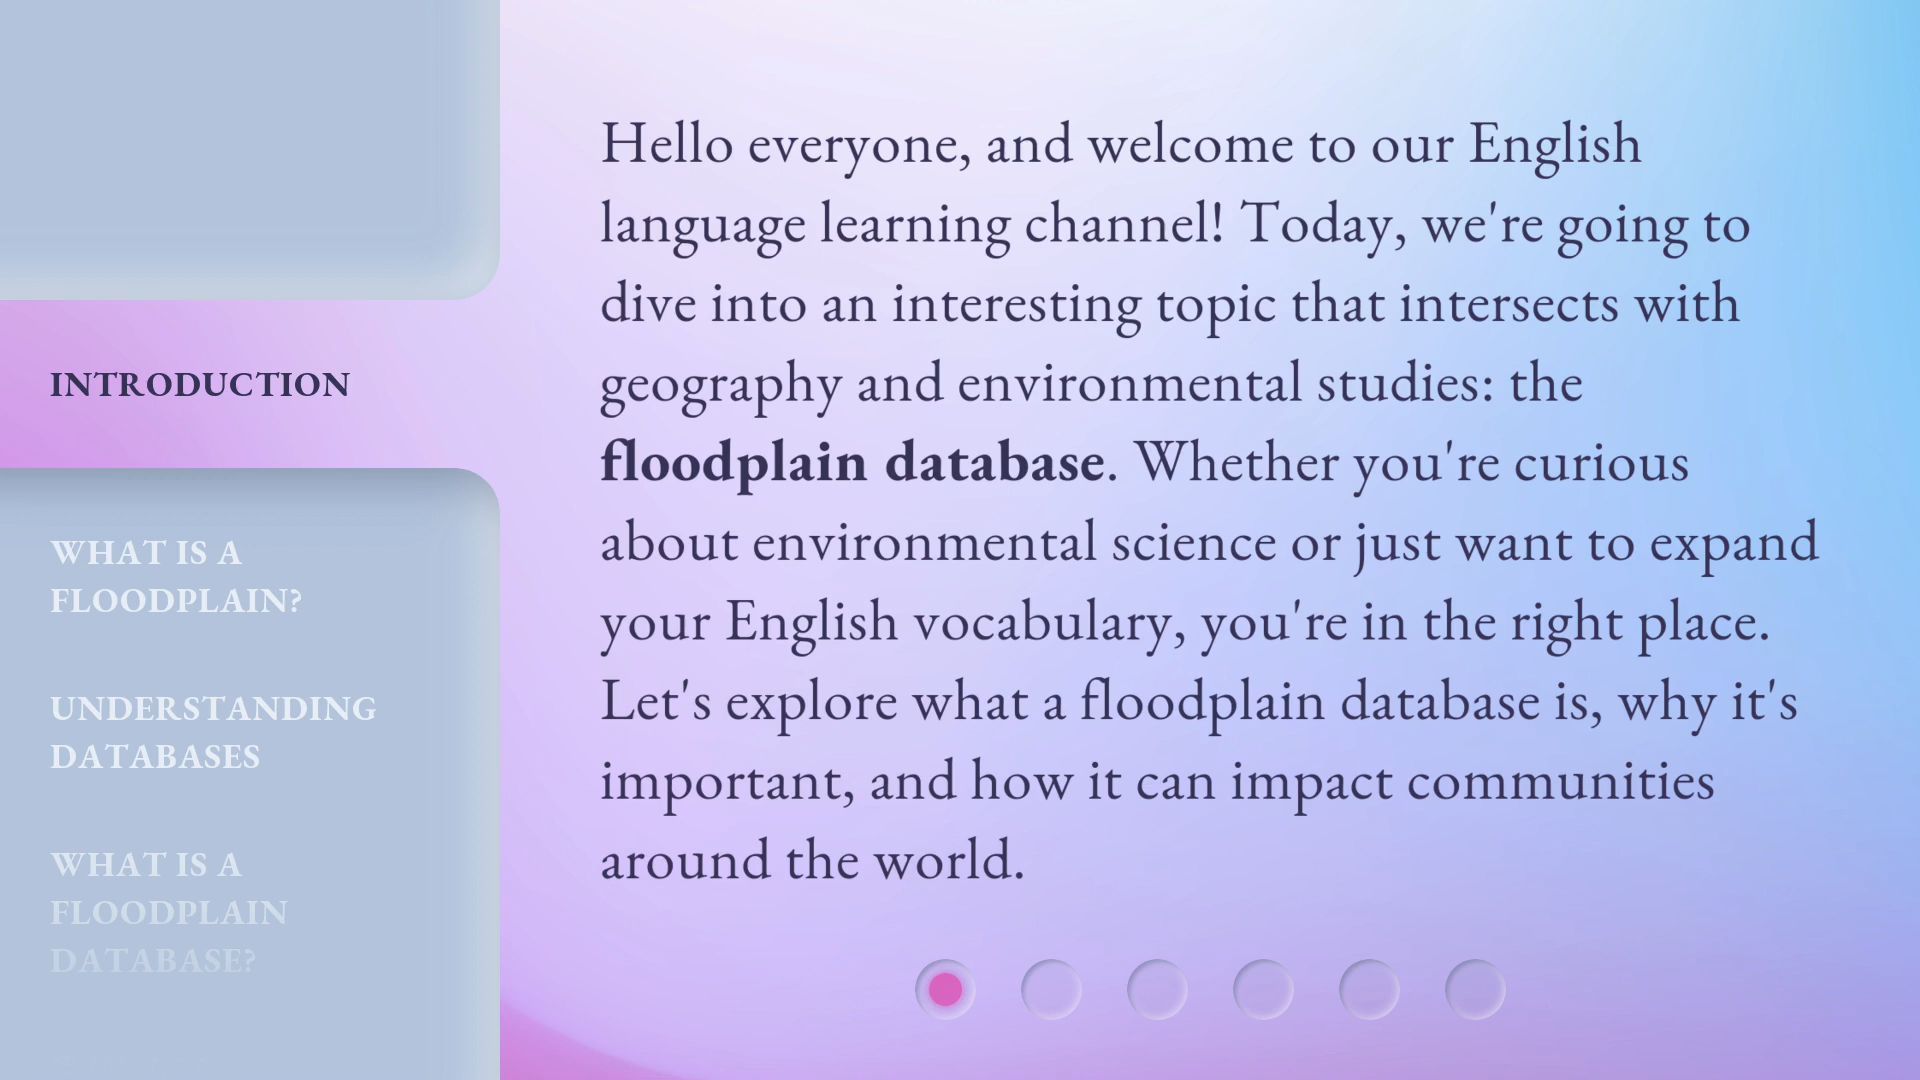 INTRODUCTION
WHAT IS A
FLOODPLAIN?
UNDERSTANDING
DATABASES
WHAT IS A
FLOODPLAIN
DATABASE?
Hello everyone, and welcome to our English
language learning channel! Today, we're going to
dive into an interesting topic that intersects with
geography and environmental studies: the
floodplain database. Whether you're curious
about environmental science or just want to expand
your English vocabulary, you're in the right place.
Let's explore what a floodplain database is, why it's
important, and how it can impact communities
around the world.